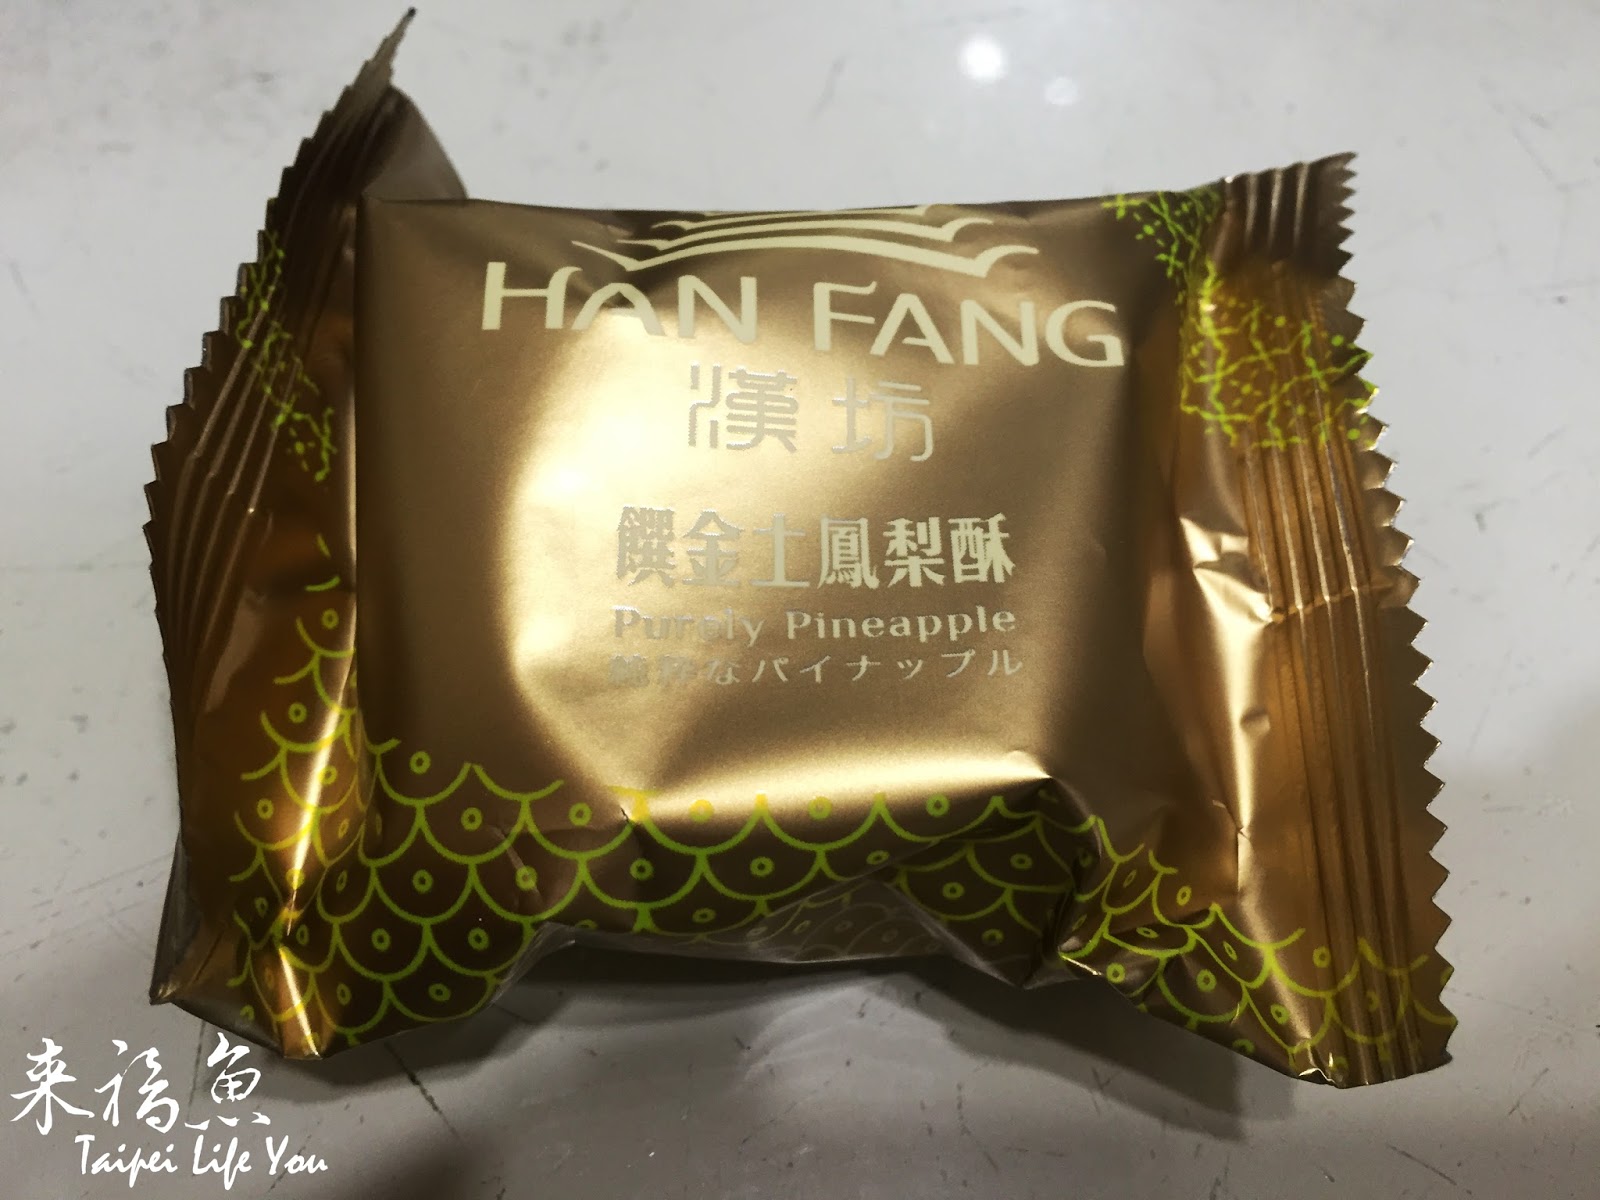 HAN FANG
漢坊
饌金土鳳梨酥
Purely Pineapple
純粋なパイナップル
来福魚
Taipei Life You